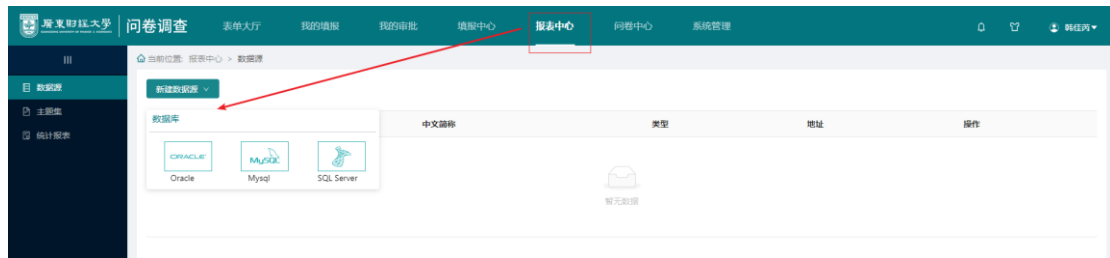 廣東財經大學
问卷调查
表单大厅
我的填报
我的审批
填报中心
报表中心
问卷中心
系统管理
韩佳芮
当前位置: 报表中心 > 数据源
数据源
主题集
统计报表
新建数据源
数据库
ORACLE
MySQL
Oracle
Mysql
SQL Server
中文简称
类型
地址
操作
暂无数据